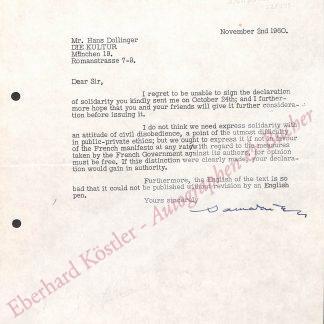 November 2nd 1960.
Mr. Hans Dollinger
DIE KULTUR
München 19,
Romanstrasse 7-9.
Dear Sir,
I regret to be unable to sign the declaration
of solidarity you kindly sent me on October 24th; and I further-
more hope that you and your friends will give it further considera-
tion before issuing it.
I do not think we need express solidarity with
an attitude of civil disobedience, a point of the utmost difficulty
in public-private ethics; but we ought to express it if not in favour
of the French manifesto at any rate with regard to the measures
taken by the French Government against its authors, for opinion
must be free. If this distinction were clearly made your declara-
tion would gain in authority.
Furthermore, the English of the text is so
bad that it could not be published without revision by an English
pen.
Yours sincerely
Eberhard Köstler - Autographen & Bücher